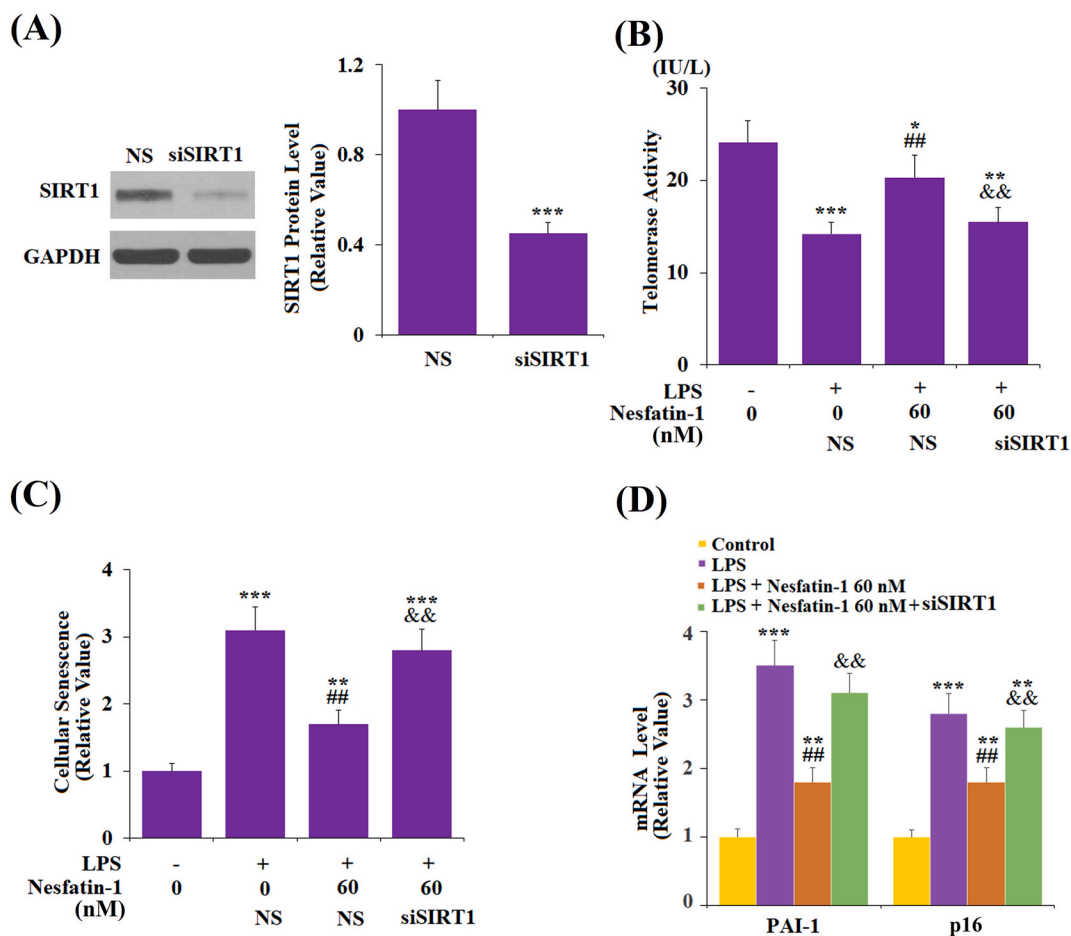 (A)
NS siSIRT1
SIRT1
GAPDH
SIRT1 Protein Level
(Relative Value)
1.2
0.8
0.4
0
***
NS
siSIRT1
(B)
(IU/L)
Telomerase Activity
30
20
10
0
***
*
##
**
&&
LPS - + + +
Nesfatin-1 0 0 60 60
(nM)
NS NS siSIRT1
(C)
Cellular Senescence
(Relative Value)
4
3
2
1
0
***
**
##
***
&&
LPS - + + +
Nesfatin-1 0 0 60 60
(nM)
NS NS siSIRT1
(D)
Control
LPS
LPS + Nesfatin-1 60 nM
LPS + Nesfatin-1 60 nM+siSIRT1
mRNA Level
(Relative Value)
4
3
2
1
0
***
**
##
&&
***
**
##
**
&&
PAI-1 p16